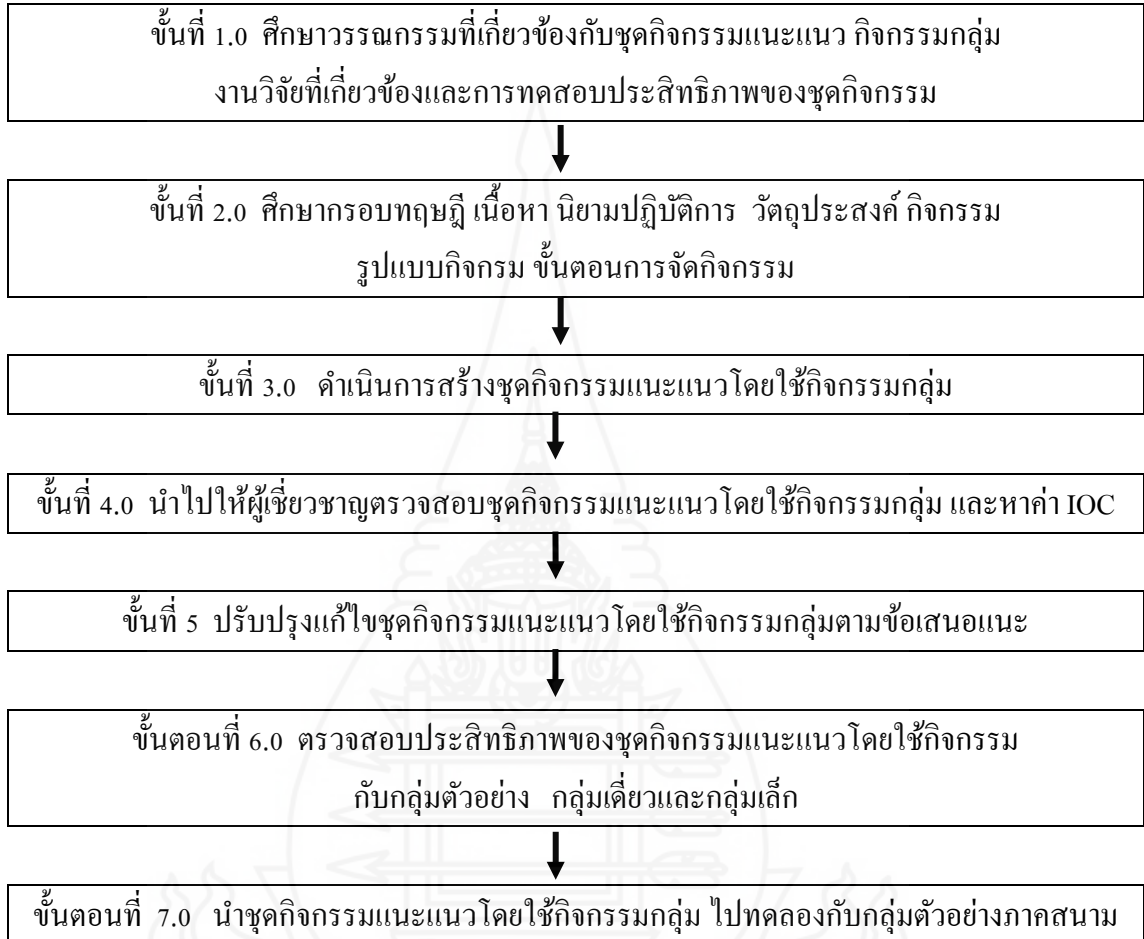 ขั้นที่ 1.0 ศึกษาวรรณกรรมที่เกี่ยวข้องกับชุดกิจกรรมแนะแนว กิจกรรมกลุ่ม
งานวิจัยที่เกี่ยวข้องและการทดสอบประสิทธิภาพของชุดกิจกรรม
ขั้นที่ 2.0 ศึกษากรอบทฤษฎี เนื้อหา นิยามปฏิบัติการ วัตถุประสงค์ กิจกรรม
รูปแบบกิจกรม ขั้นตอนการจัดกิจกรรม
ขั้นที่ 3.0 ดำเนินการสร้างชุดกิจกรรมแนะแนวโดยใช้กิจกรรมกลุ่ม
ขั้นที่ 4.0 นำไปให้ผู้เชี่ยวชาญตรวจสอบชุดกิจกรรมแนะแนวโดยใช้กิจกรรมกลุ่ม และหาค่า IOC
ขั้นที่ 5 ปรับปรุงแก้ไขชุดกิจกรรมแนะแนวโดยใช้กิจกรรมกลุ่มตามข้อเสนอแนะ
ขั้นตอนที่ 6.0 ตรวจสอบประสิทธิภาพของชุดกิจกรรมแนะแนวโดยใช้กิจกรรม
กับกลุ่มตัวอย่าง กลุ่มเดี่ยวและกลุ่มเล็ก
ขั้นตอนที่ 7.0 นำชุดกิจกรรมแนะแนวโดยใช้กิจกรรมกลุ่ม ไปทดลองกับกลุ่มตัวอย่างภาคสนาม